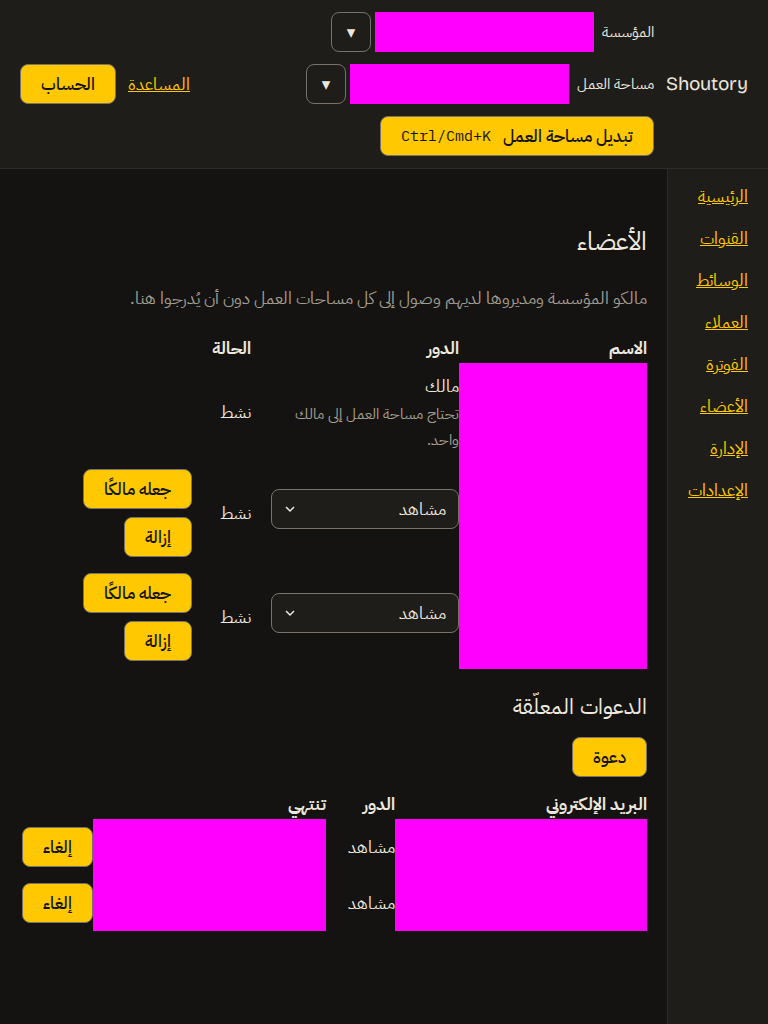 المؤسسة
▼
Shoutory
مساحة العمل
▼
المساعدة
الحساب
تبديل مساحة العمل Ctrl/Cmd+K
الرئيسية
القنوات
الوسائط
العملاء
الفوترة
الأعضاء
الإدارة
الإعدادات
الأعضاء
مالكو المؤسسة ومديروها لديهم وصول إلى كل مساحات العمل دون أن يُدرجوا هنا.
الاسم الدور الحالة
مالك
تحتاج مساحة العمل إلى مالك
واحد.
نشط
مشاهد
نشط
جعله مالكًا
إزالة
مشاهد
نشط
جعله مالكًا
إزالة
الدعوات المعلّقة
دعوة
البريد الإلكتروني الدور تنتهي
مشاهد إلغاء
مشاهد إلغاء